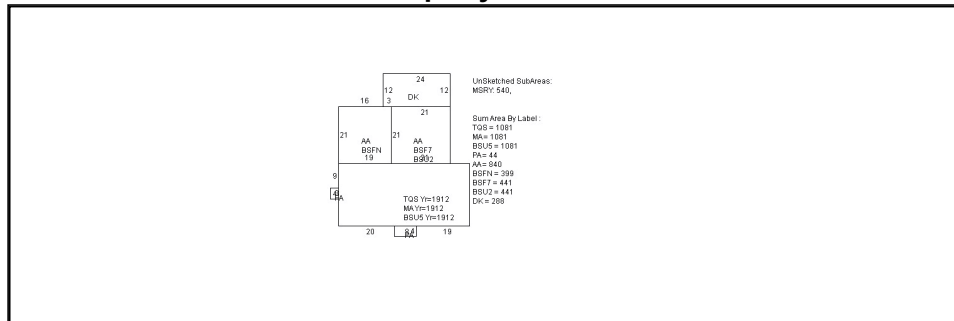 24
12
12
DK
16
3
21
21
21
AA
AA
BSFN
BSF7
BSU2
19
9
PA
TQS Yr=1912
MA Yr=1912
BSU5 Yr=1912
20
19
PA
UnSketched SubAreas:
MSRY: 540,
Sum Area By Label :
TQS = 1081
MA = 1081
BSU5 = 1081
PA = 44
AA = 840
BSFN = 399
BSF7 = 441
BSU2 = 441
DK = 288